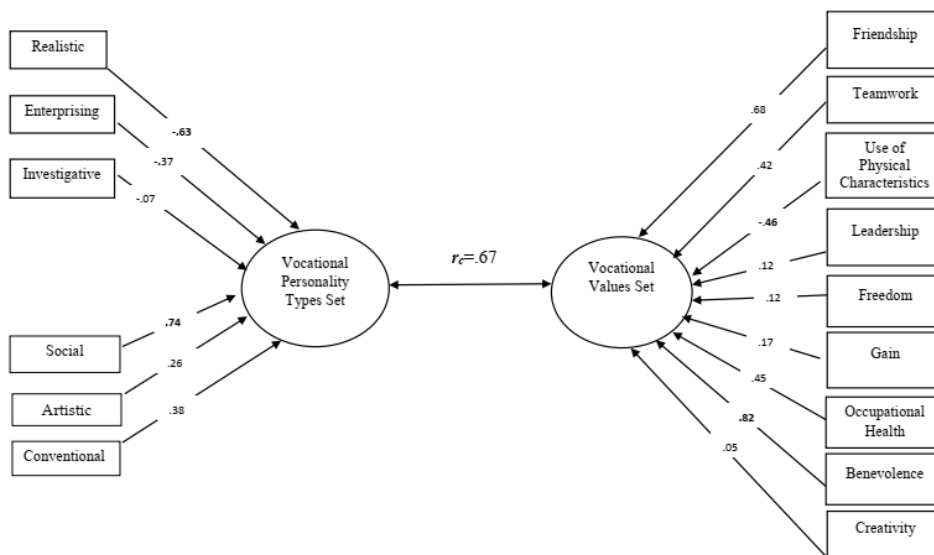 Realistic
Enterprising
Investigative
Social
Artistic
Conventional
-.63
-.37
-.07
.74
.26
.38
Vocational
Personality
Types Set
rc=.67
Vocational
Values Set
.68
.42
-.46
.12
.12
.17
.45
.82
.05
Friendship
Teamwork
Use of
Physical
Characteristics
Leadership
Freedom
Gain
Occupational
Health
Benevolence
Creativity